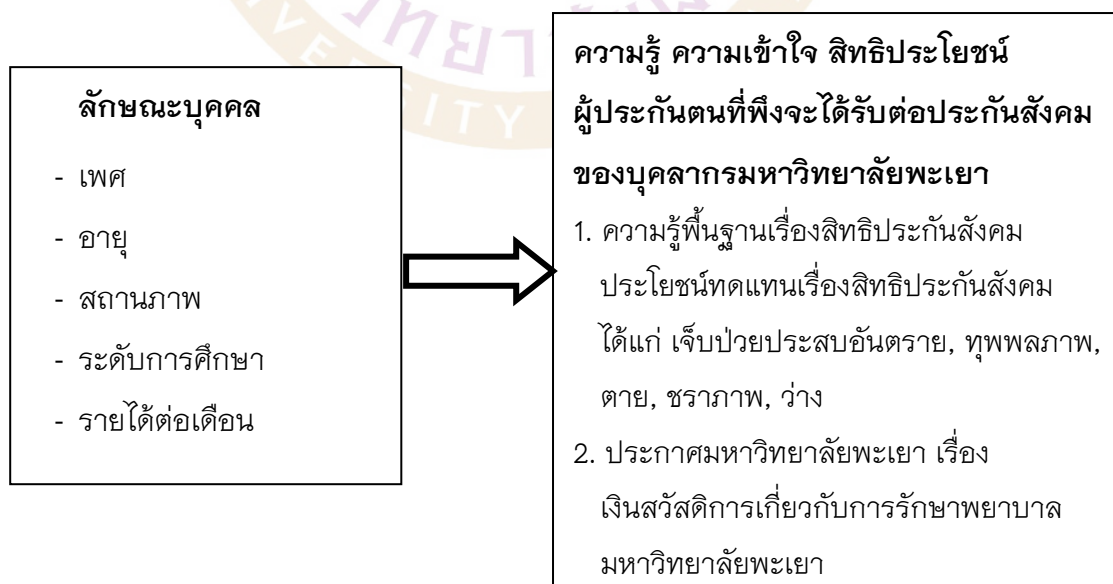 ลักษณะบุคคล
- เพศ
- อายุ
- สถานภาพ
- ระดับการศึกษา
- รายได้ต่อเดือน
ความรู้ ความเข้าใจ สิทธิประโยชน์
ผู้ประกันตนที่พึงจะได้รับต่อประกันสังคม
ของบุคลากรมหาวิทยาลัยพะเยา
1. ความรู้พื้นฐานเรื่องสิทธิประกันสังคม
ประโยชน์ทดแทนเรื่องสิทธิประกันสังคม
ได้แก่ เจ็บป่วยประสบอันตราย, ทุพพลภาพ,
ตาย, ชราภาพ, ว่าง
2. ประกาศมหาวิทยาลัยพะเยา เรื่อง
เงินสวัสดิการเกี่ยวกับการรักษาพยาบาล
มหาวิทยาลัยพะเยา